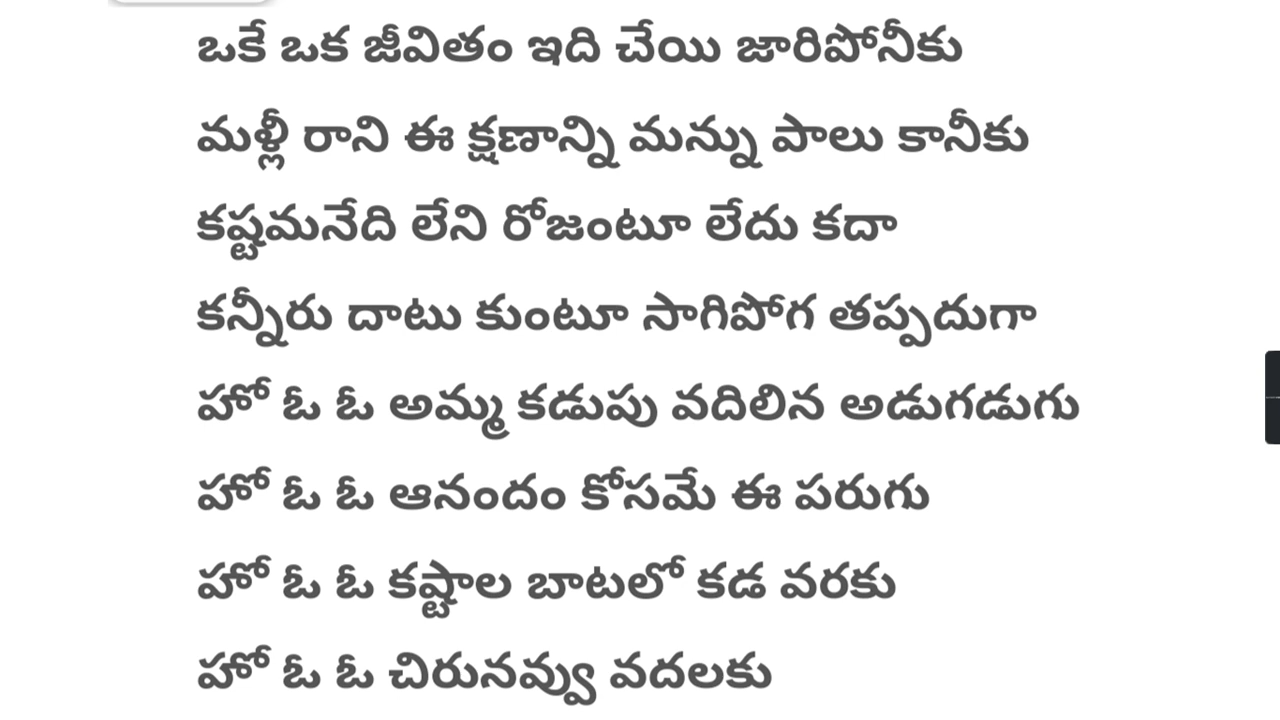 ఒకే ఒక జీవితం ఇది చేయి జారిపోనీకు
మళ్లీ రాని ఈ క్షణాన్ని మన్ను పాలు కానీకు
కష్టమనేది లేని రోజంటూ లేదు కదా
కన్నీరు దాటు కుంటూ సాగిపోగ తప్పదుగా
హో ఓ ఓ అమ్మ కడుపు వదిలిన అడుగడుగు
హో ఓ ఓ ఆనందం కోసమే ఈ పరుగు
హో ఓ ఓ కష్టాల బాటలో కడ వరకు
హో ఓ ఓ చిరునవ్వు వదలకు